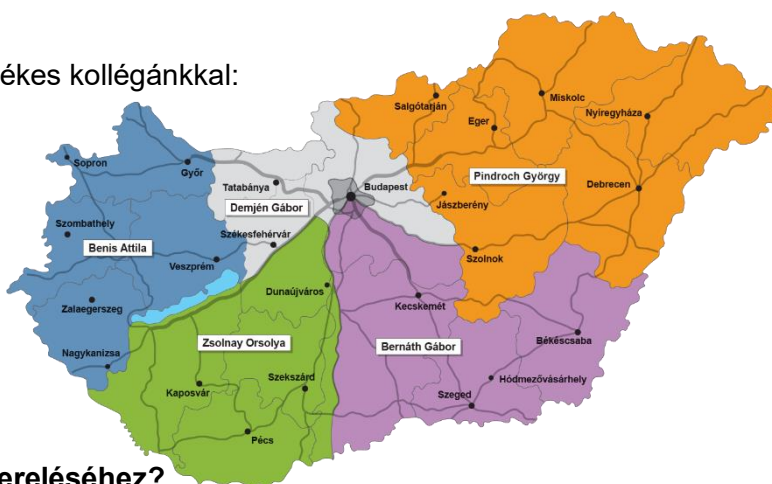 ékes kollégánkkal:
Salgótarján
Miskolc
Eger
Nyíregyháza
Sopron
Győr
Pindroch György
Tatabánya
Budapest
Debrecen
Jászberény
Demjén Gábor
Szombathely
Székesfehérvár
Benis Attila
Veszprém
Szolnok
Dunaújváros
Zalaegerszeg
Kecskemét
Békéscsaba
Zsolnay Orsolya
Bernáth Gábor
Nagykanizsa
Szekszárd
Hódmezővásárhely
Kaposvár
Szeged
Pécs
ereléséhez?